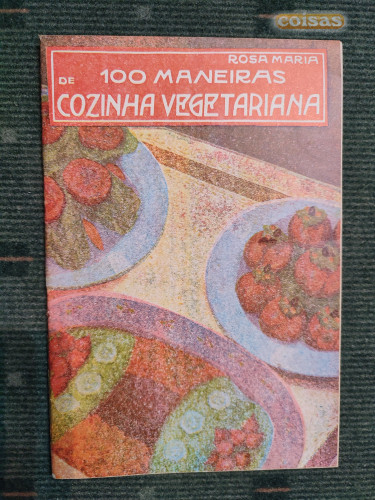 coisas
ROSA MARIA
100 MANEIRAS
DE
COZINHA VEGETARIANA